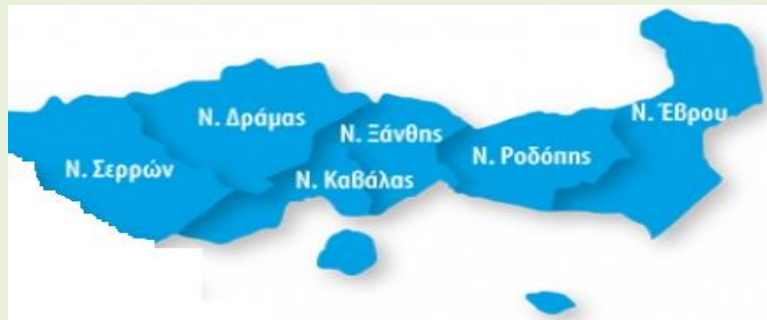 Ν. Έβρου
Ν. Δράμας
Ν. Ξάνθης
Ν. Ροδόπης
Ν. Σερρών
Ν. Καβάλας